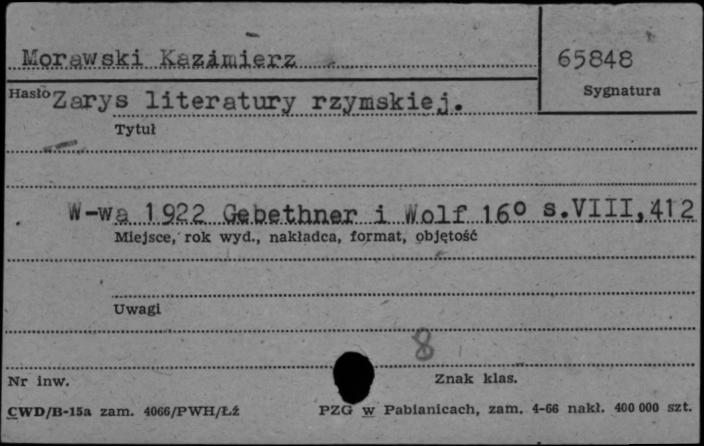 Morawski Kazimierz
65848
Hasło
Sygnatura
Zarys literatury rzymskiej.
Tytuł
W-wa 1922 Gebethner i Wolf 16o s.VIII,412
Miejsce, rok wyd., nakładca, format, objętość
Uwagi
8
Nr inw.
Znak klas.
CWD/B-15a zam. 4066/PWH/Łź
PZG w Pabianicach, zam. 4-66 nakł. 400 000 szt.